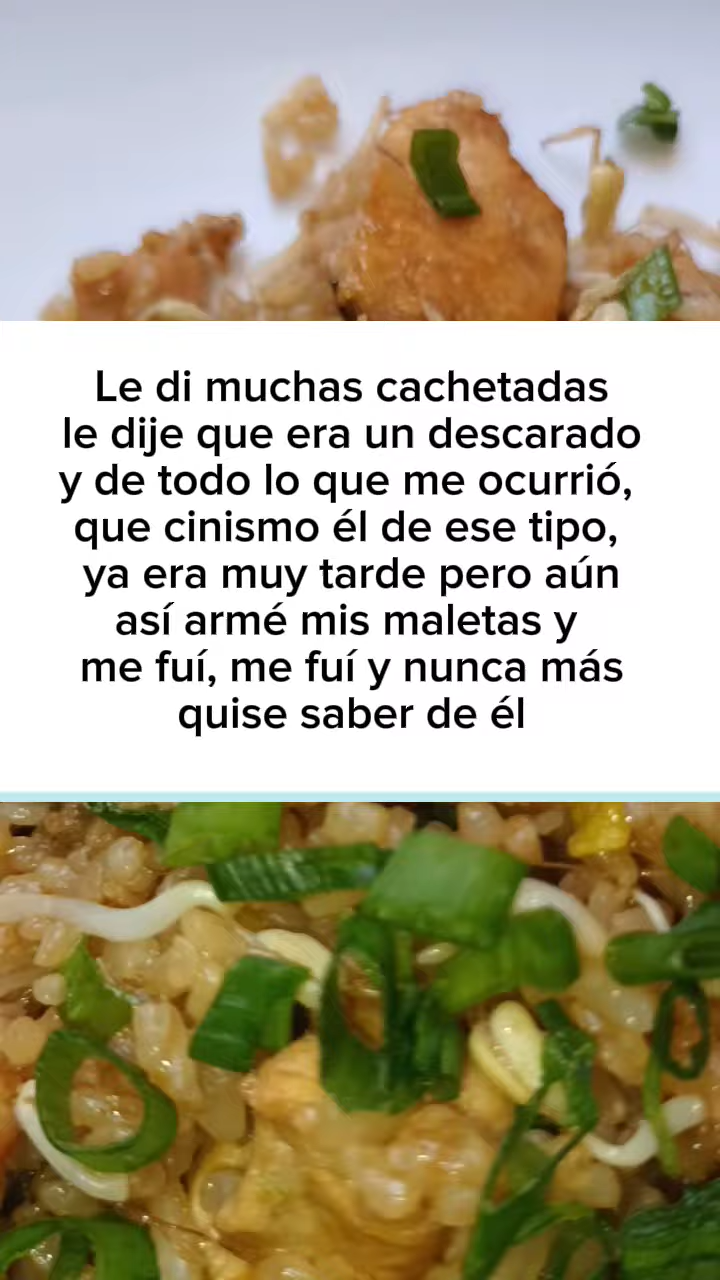 Le di muchas cachetadas
le dije que era un descarado
y de todo lo que me ocurrió,
que cinismo él de ese tipo,
ya era muy tarde pero aún
así armé mis maletas y
me fuí, me fuí y nunca más
quise saber de él